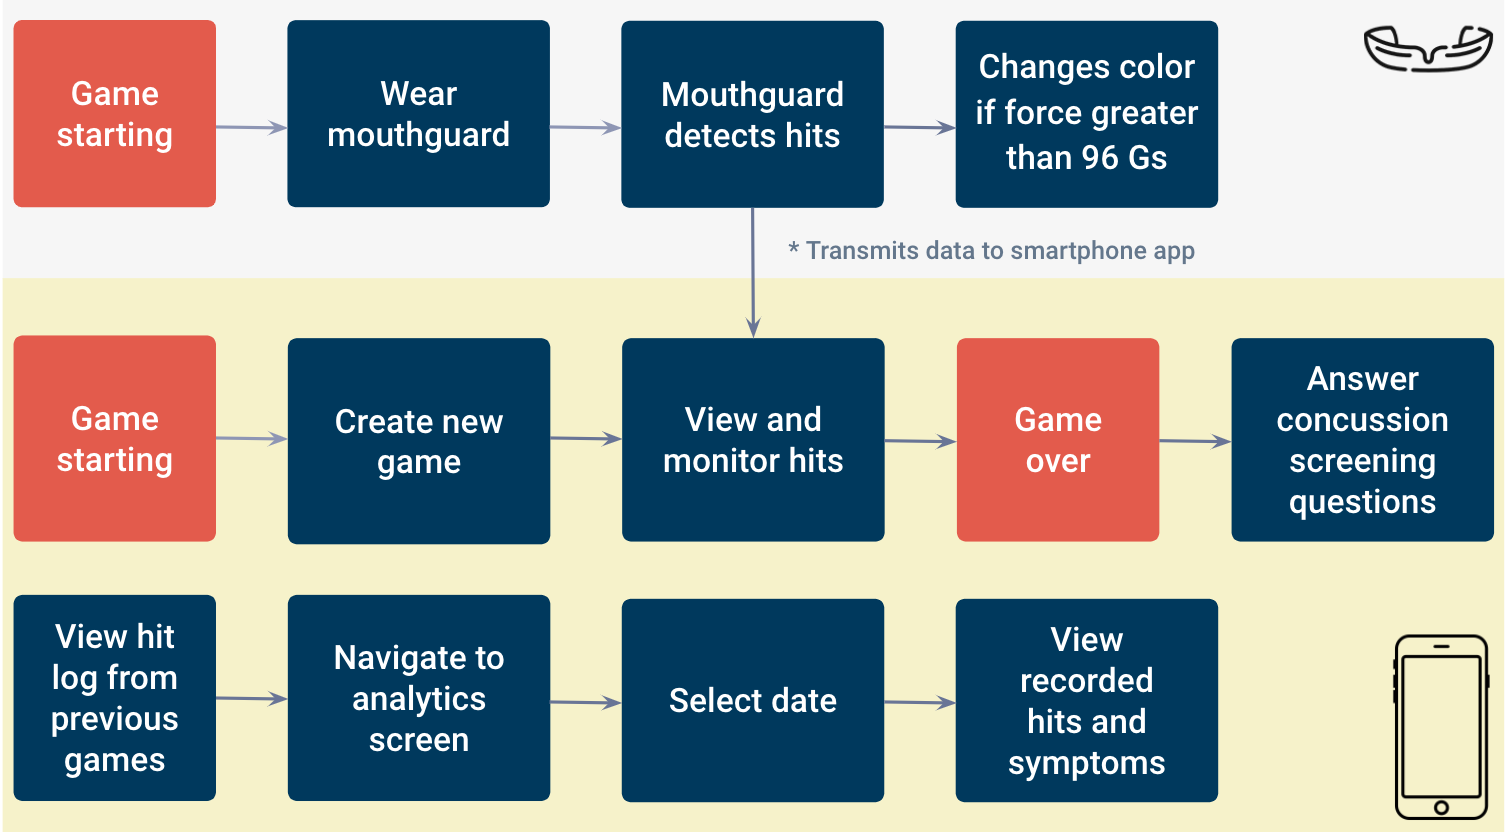 Game
starting
Wear
mouthguard
Mouthguard
detects hits
Changes color
if force greater
than 96 Gs
* Transmits data to smartphone app
Game
starting
Create new
game
View and
monitor hits
Game
over
Answer
concussion
screening
questions
View hit
log from
previous
games
Navigate to
analytics
screen
Select date
View
recorded
hits and
symptoms